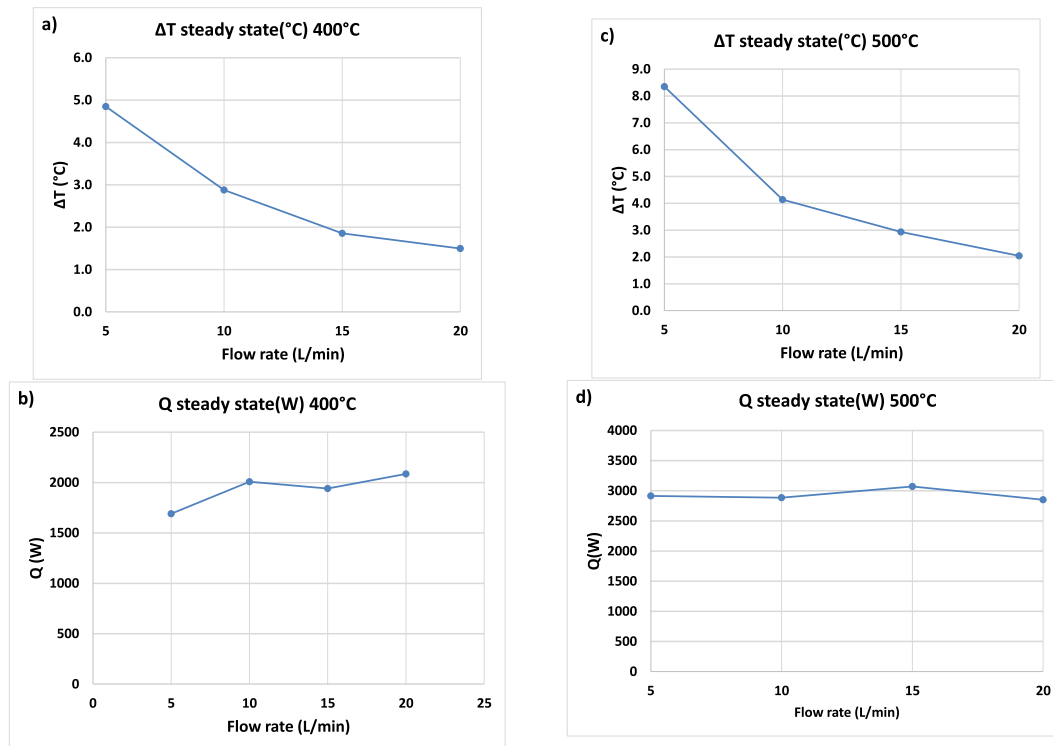 a)
ΔT steady state(°C) 400°C
6.0
5.0
4.0
3.0
2.0
1.0
0.0
ΔT (°C)
5 10 15 20
Flow rate (L/min)
c)
ΔT steady state(°C) 500°C
9.0
8.0
7.0
6.0
5.0
4.0
3.0
2.0
1.0
0.0
ΔT (°C)
5 10 15 20
Flow rate (L/min)
b)
Q steady state(W) 400°C
2500
2000
1500
1000
500
0
Q (W)
0 5 10 15 20 25
Flow rate (L/min)
d)
Q steady state(W) 500°C
4000
3500
3000
2500
2000
1500
1000
500
0
Q(W)
5 10 15 20
Flow rate (L/min)